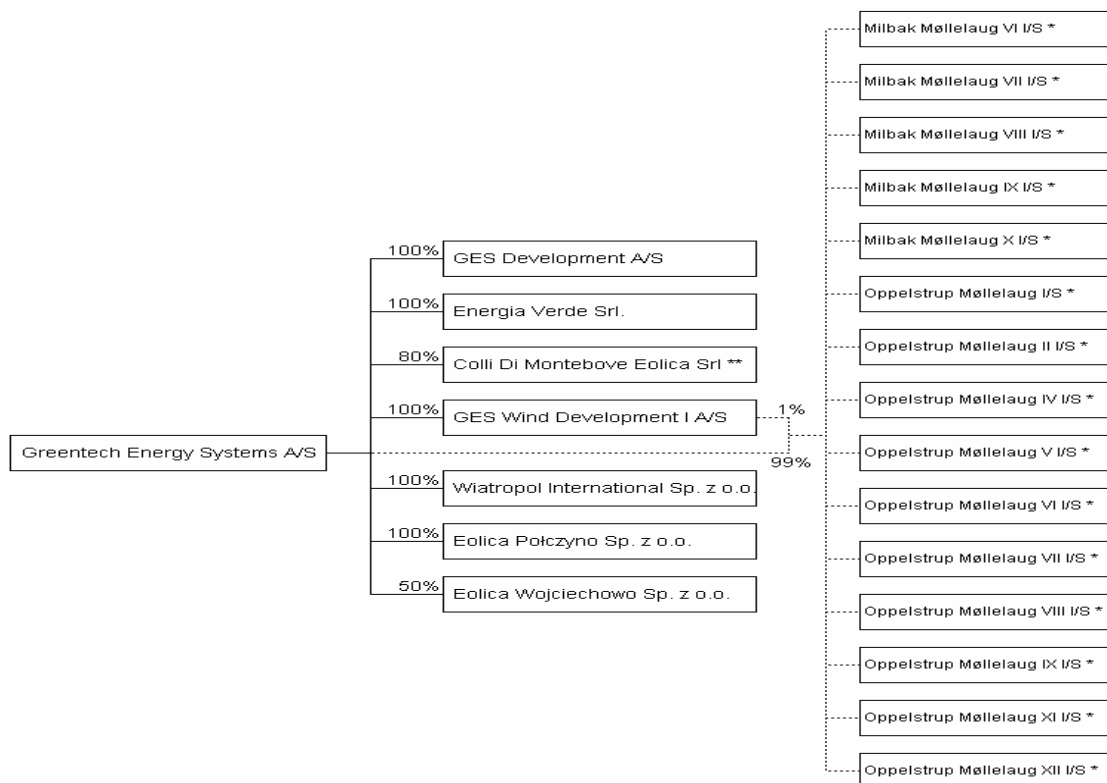 Greentech Energy Systems A/S
100%
GES Development A/S
100%
Energia Verde Srl.
80%
Colli Di Montebove Eolica Srl **
100%
GES Wind Development I A/S
1%
99%
100%
Wiatropol International Sp. z o.o.
100%
Eolica Połczyno Sp. z o.o.
50%
Eolica Wojciechowo Sp. z o.o.
Milbak Møllelaug VI I/S *
Milbak Møllelaug VII I/S *
Milbak Møllelaug VIII I/S *
Milbak Møllelaug IX I/S *
Milbak Møllelaug X I/S *
Oppelstrup Møllelaug I/S *
Oppelstrup Møllelaug II I/S *
Oppelstrup Møllelaug IV I/S *
Oppelstrup Møllelaug V I/S *
Oppelstrup Møllelaug VI I/S *
Oppelstrup Møllelaug VII I/S *
Oppelstrup Møllelaug VIII I/S *
Oppelstrup Møllelaug IX I/S *
Oppelstrup Møllelaug XI I/S *
Oppelstrup Møllelaug XII I/S *